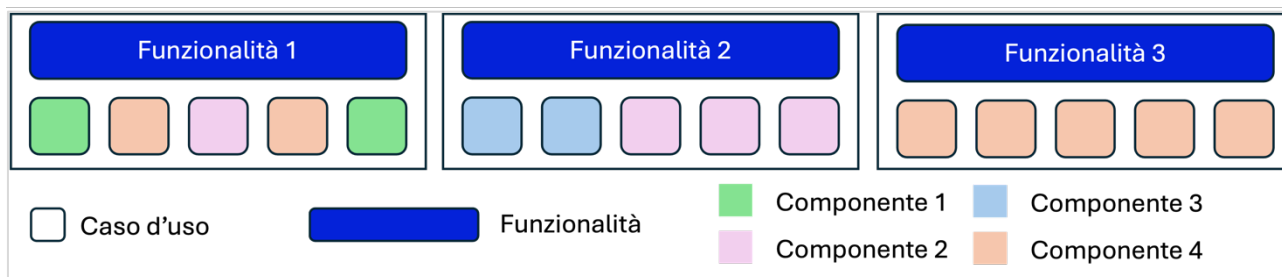 Funzionalità 1
Funzionalità 2
Funzionalità 3
Caso d’uso
Funzionalità
Componente 1
Componente 3
Componente 2
Componente 4